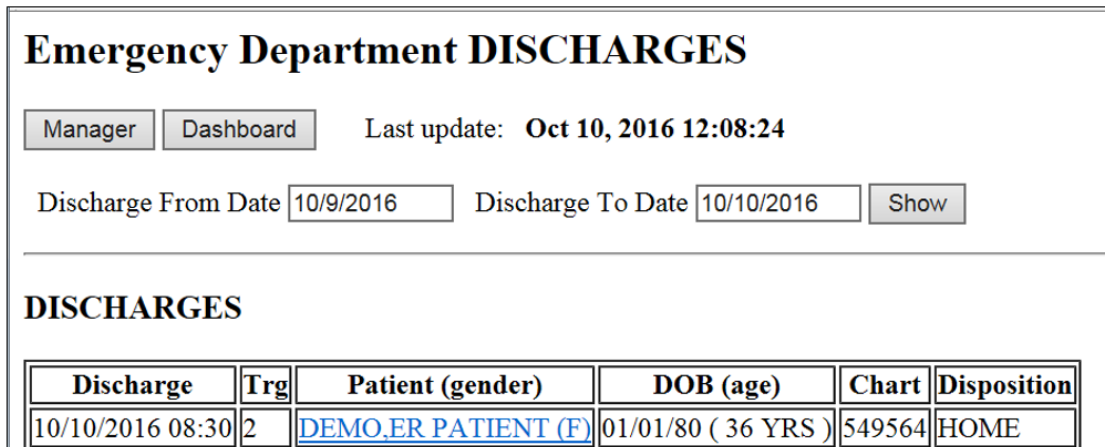 Emergency Department DISCHARGES
Manager Dashboard Last update: Oct 10, 2016 12:08:24
Discharge From Date 10/9/2016 Discharge To Date 10/10/2016 Show
DISCHARGES
Discharge Trg Patient (gender) DOB (age) Chart Disposition
10/10/2016 08:30 2 DEMO,ER PATIENT (F) 01/01/80 ( 36 YRS ) 549564 HOME